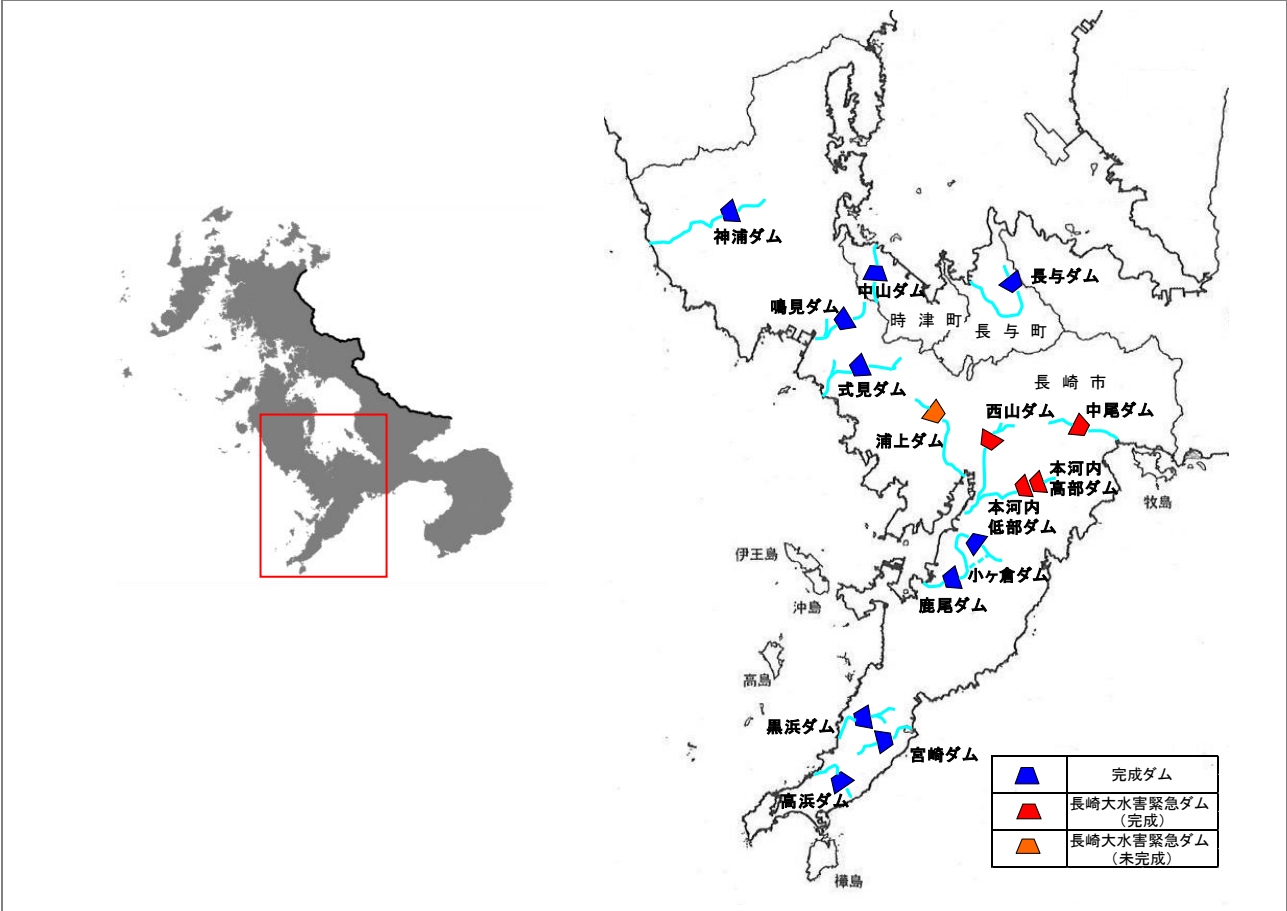 神浦ダム
中山ダム
長与ダム
鳴見ダム
時津町
長与町
式見ダム
長崎市
西山ダム
中尾ダム
浦上ダム
本河内
高部ダム
牧島
本河内
低部ダム
伊王島
小ヶ倉ダム
沖島
鹿尾ダム
高島
黒浜ダム
宮崎ダム
高浜ダム
樺島
完成ダム
長崎大水害緊急ダム
（完成）
長崎大水害緊急ダム
（未完成）